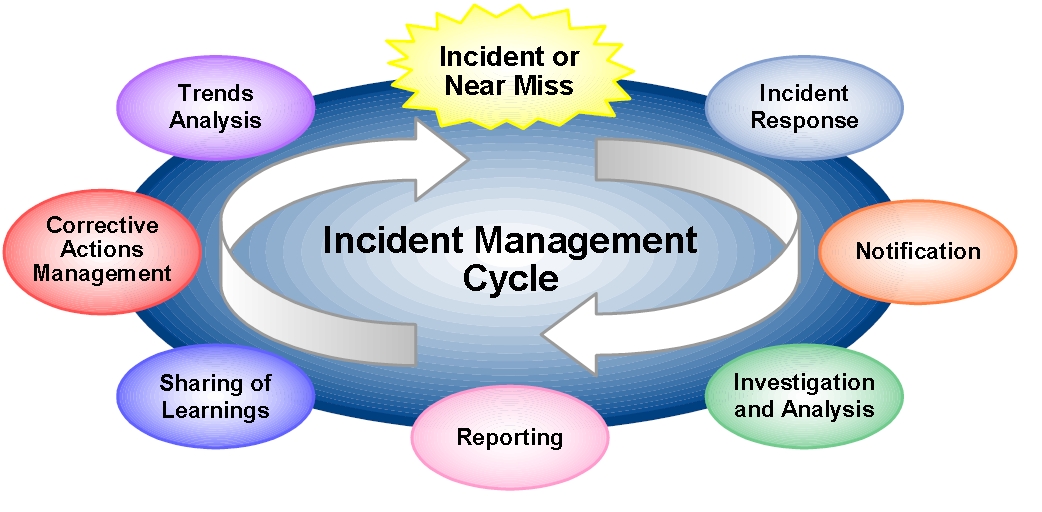 Incident or
Near Miss
Incident
Response
Notification
Investigation
and Analysis
Reporting
Sharing of
Learnings
Corrective
Actions
Management
Trends
Analysis
Incident Management
Cycle